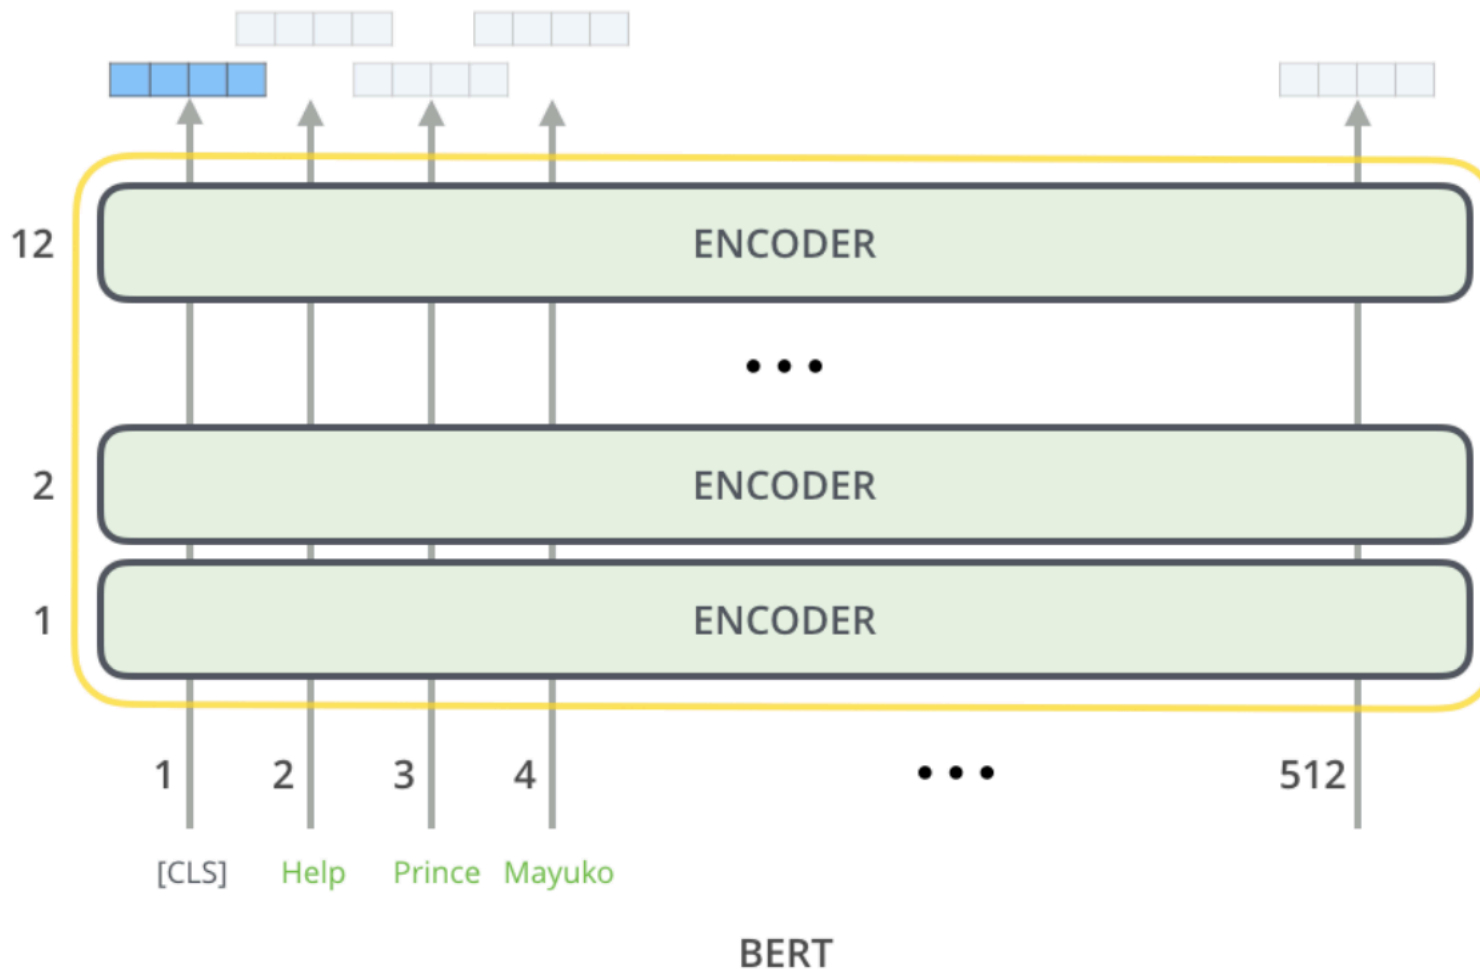 12 ENCODER
• • •
2 ENCODER
1 ENCODER
1 2 3 4 • • • 512
[CLS] Help Prince Mayuko
BERT